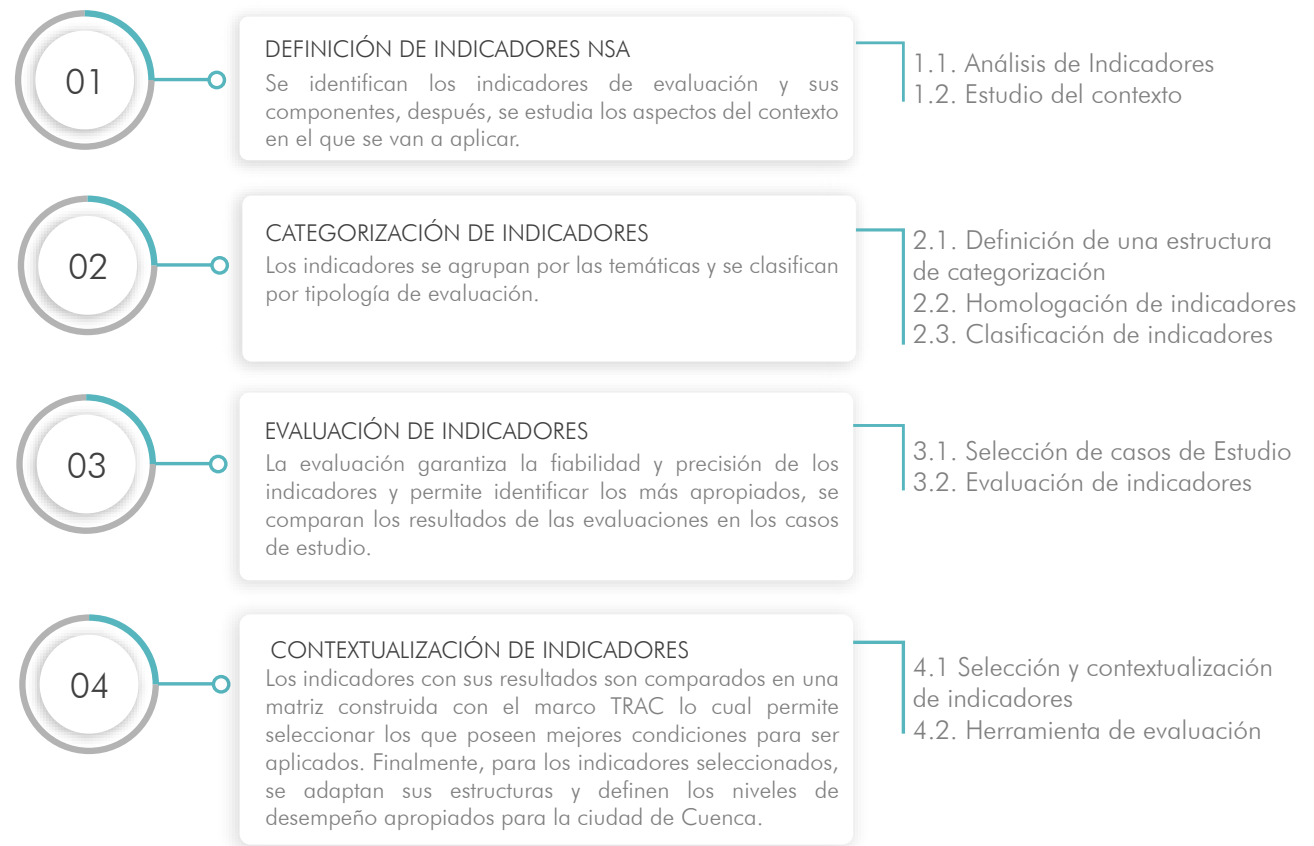 01
DEFINICIÓN DE INDICADORES NSA
Se identifican los indicadores de evaluación y sus
componentes, después, se estudia los aspectos del contexto
en el que se van a aplicar.
1.1. Análisis de Indicadores
1.2. Estudio del contexto
02
CATEGORIZACIÓN DE INDICADORES
Los indicadores se agrupan por las temáticas y se clasifican
por tipología de evaluación.
2.1. Definición de una estructura
de categorización
2.2. Homologación de indicadores
2.3. Clasificación de indicadores
03
EVALUACIÓN DE INDICADORES
La evaluación garantiza la fiabilidad y precisión de los
indicadores y permite identificar los más apropiados, se
comparan los resultados de las evaluaciones en los casos
de estudio.
3.1. Selección de casos de Estudio
3.2. Evaluación de indicadores
04
CONTEXTUALIZACIÓN DE INDICADORES
Los indicadores con sus resultados son comparados en una
matriz construida con el marco TRAC lo cual permite
seleccionar los que poseen mejores condiciones para ser
aplicados. Finalmente, para los indicadores seleccionados,
se adaptan sus estructuras y definen los niveles de
desempeño apropiados para la ciudad de Cuenca.
4.1 Selección y contextualización
de indicadores
4.2. Herramienta de evaluación